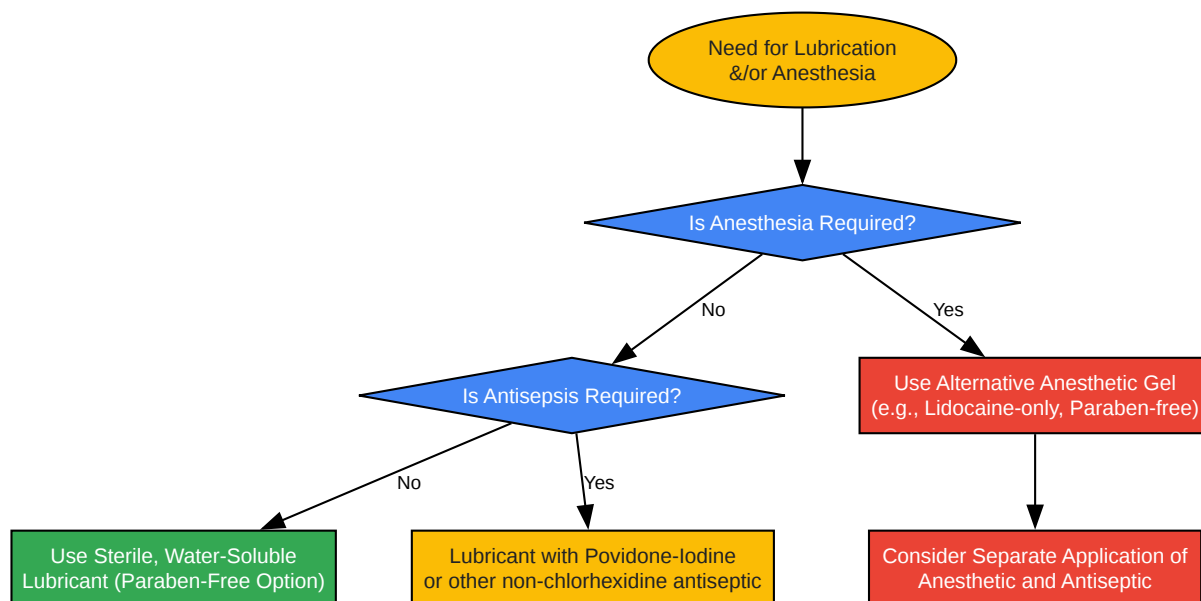 Need for Lubrication
&/or Anesthesia
Is Anesthesia Required?
No
Yes
Is Antisepsis Required?
Use Alternative Anesthetic Gel
(e.g., Lidocaine-only, Paraben-free)
No
Yes
Use Sterile, Water-Soluble
Lubricant (Paraben-Free Option)
Lubricant with Povidone-Iodine
or other non-chlorhexidine antiseptic
Consider Separate Application of
Anesthetic and Antiseptic